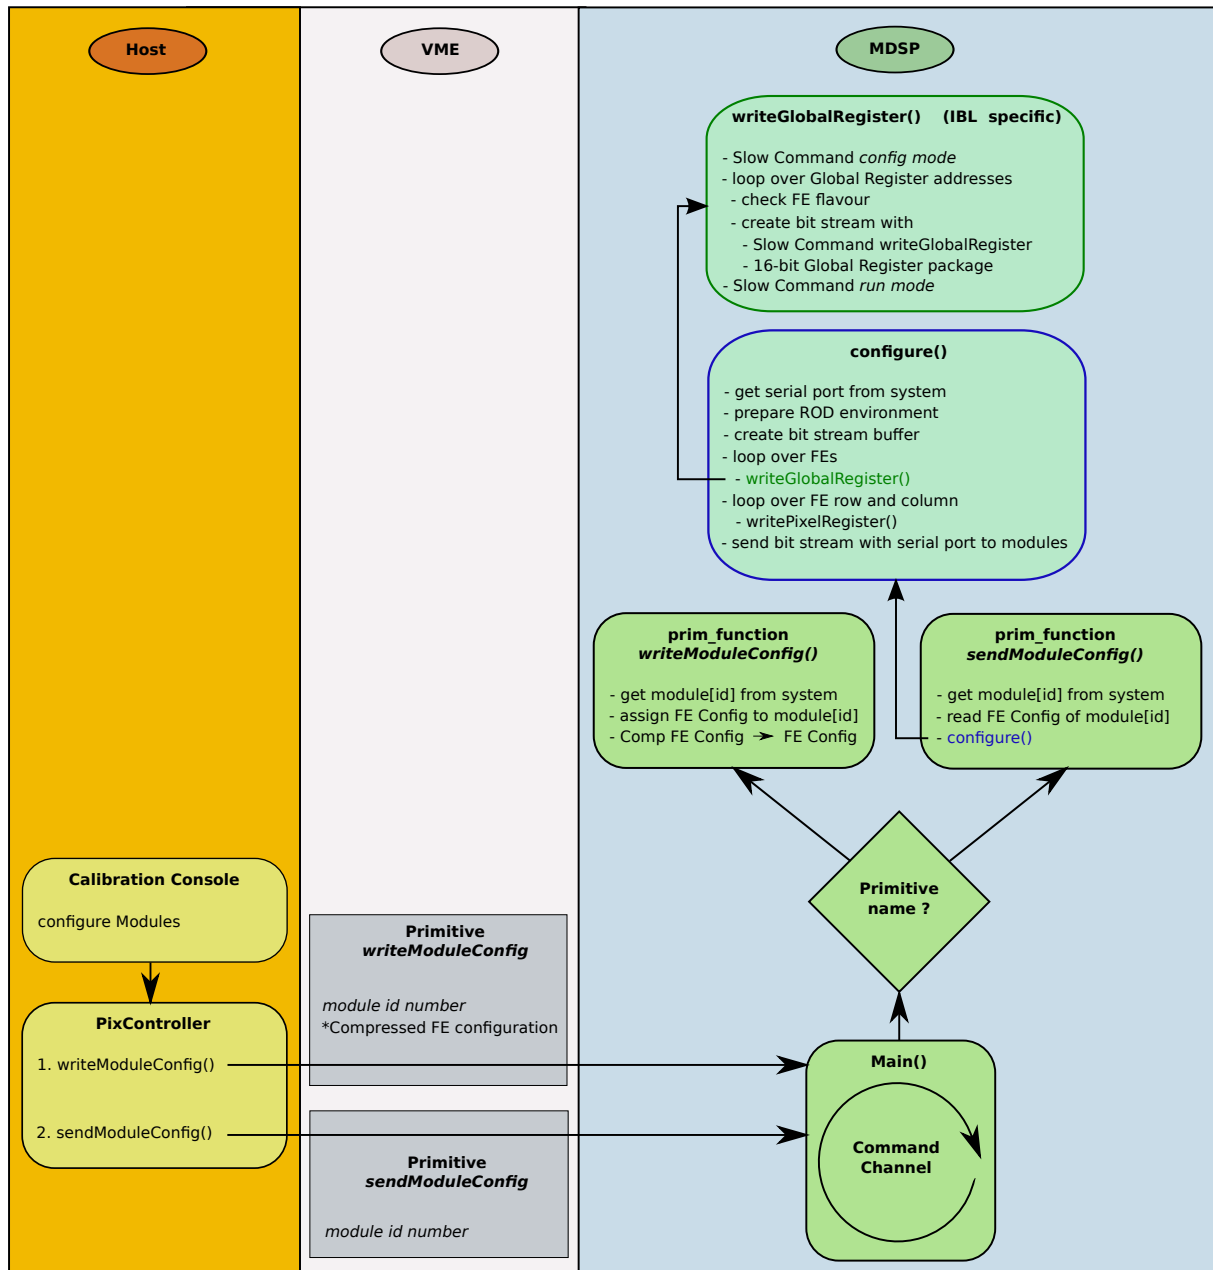 Host
VME
MDSP
writeGlobalRegister() (IBL specific)
- Slow Command config mode
- loop over Global Register addresses
- check FE flavour
- create bit stream with
- Slow Command writeGlobalRegister
- 16-bit Global Register package
- Slow Command run mode
configure()
- get serial port from system
- prepare ROD environment
- create bit stream buffer
- loop over FEs
- writeGlobalRegister()
- loop over FE row and column
- writePixelRegister()
- send bit stream with serial port to modules
prim_function
writeModuleConfig()
- get module[id] from system
- assign FE Config to module[id]
- Comp FE Config → FE Config
prim_function
sendModuleConfig()
- get module[id] from system
- read FE Config of module[id]
- configure()
Primitive
name ?
Calibration Console
configure Modules
PixController
1. writeModuleConfig()
2. sendModuleConfig()
Primitive
writeModuleConfig
module id number
*Compressed FE configuration
Primitive
sendModuleConfig
module id number
Main()
Command
Channel